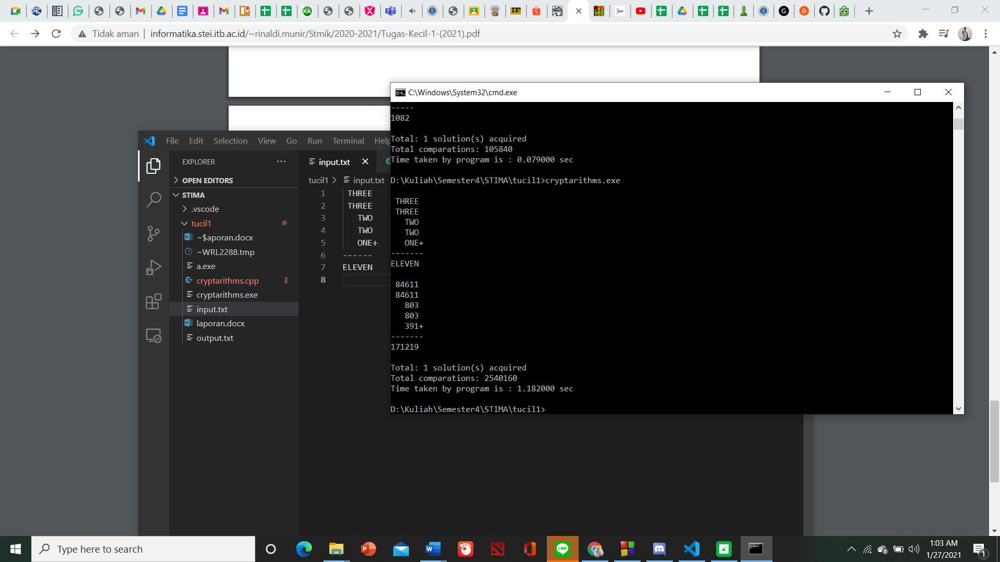 Tidak aman | informatika.stei.itb.ac.id/~rinaldi.munir/Stmik/2020-2021/Tugas-Kecil-1-(2021).pdf
C:\Windows\System32\cmd.exe
-----
1082
Total: 1 solution(s) acquired
Total comparations: 105840
Time taken by program is : 0.079000 sec
D:\Kuliah\Semester4\STIMA\tucil1>cryptarithms.exe
THREE
THREE
TWO
TWO
ONE+
-------
ELEVEN
84611
84611
803
803
391+
-------
171219
Total: 1 solution(s) acquired
Total comparations: 2540160
Time taken by program is : 1.182000 sec
D:\Kuliah\Semester4\STIMA\tucil1>
File Edit Selection View Go Run Terminal Help
EXPLORER ...
OPEN EDITORS
STIMA
.vscode
tucil1
~$aporan.docx
~WRL2288.tmp
a.exe
cryptarithms.cpp 3
cryptarithms.exe
input.txt
laporan.docx
output.txt
input.txt
tucil1 > input.txt
1 THREE
2 THREE
3 TWO
4 TWO
5 ONE+
6 ------
7 ELEVEN
8
Type here to search
1:03 AM
1/27/2021
1